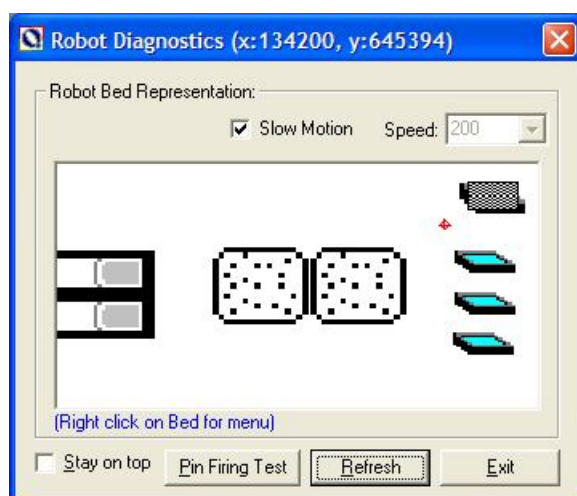 Robot Diagnostics (x:134200, y:645394)
Robot Bed Representation:
Slow Motion Speed: 200
(Right click on Bed for menu)
Stay on top Pin Firing Test Refresh Exit